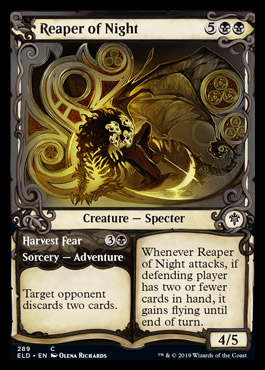 Reaper of Night 5
Creature — Specter
Harvest Fear 3
Sorcery — Adventure
Target opponent
discards two cards.
Whenever Reaper
of Night attacks, if
defending player
has two or fewer
cards in hand, it
gains flying until
end of turn.
4/5
289 C
ELD • EN Olena Richards
™ & © 2019 Wizards of the Coast